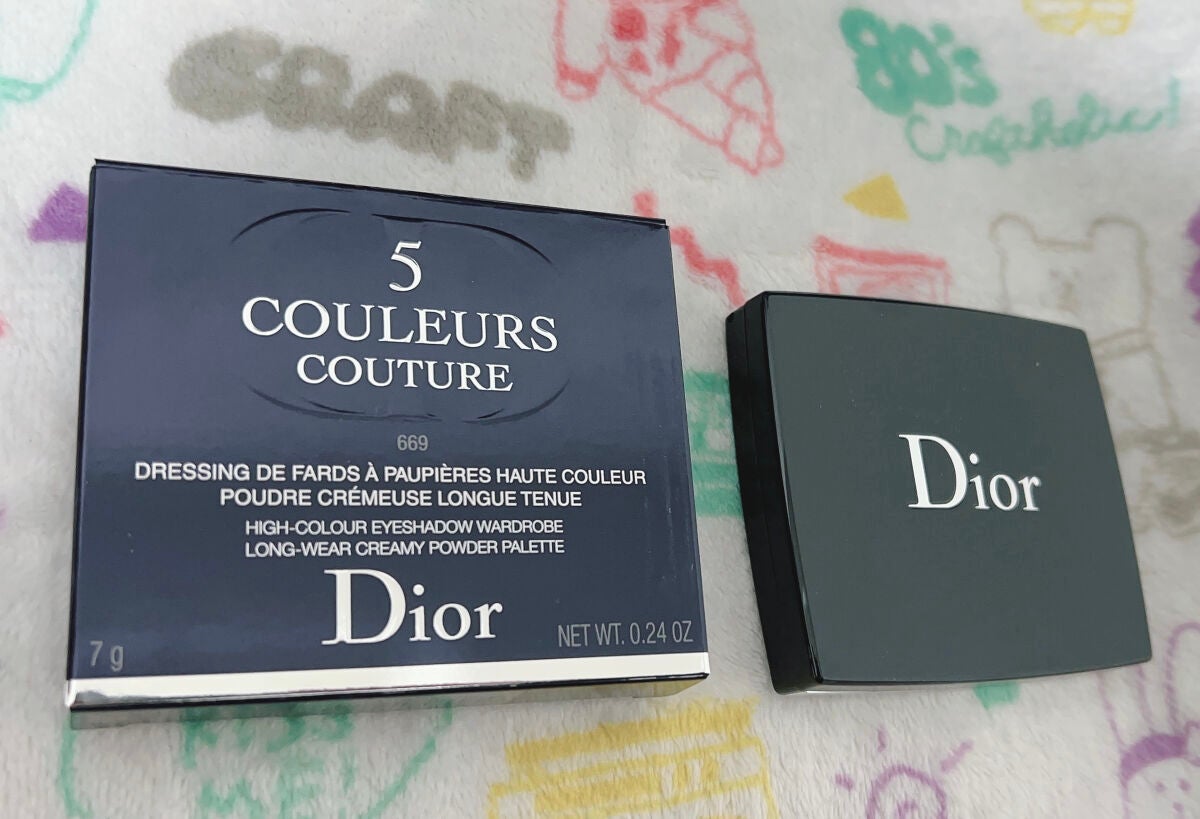 CRAFT
80's
Craftholic!
5
COULEURS
COUTURE
669
DRESSING DE FARDS À PAUPIÈRES HAUTE COULEUR
POUDRE CRÉMEUSE LONGUE TENUE
HIGH-COLOUR EYESHADOW WARDROBE
LONG-WEAR CREAMY POWDER PALETTE
Dior
7 g
NET WT. 0.24 OZ
Dior